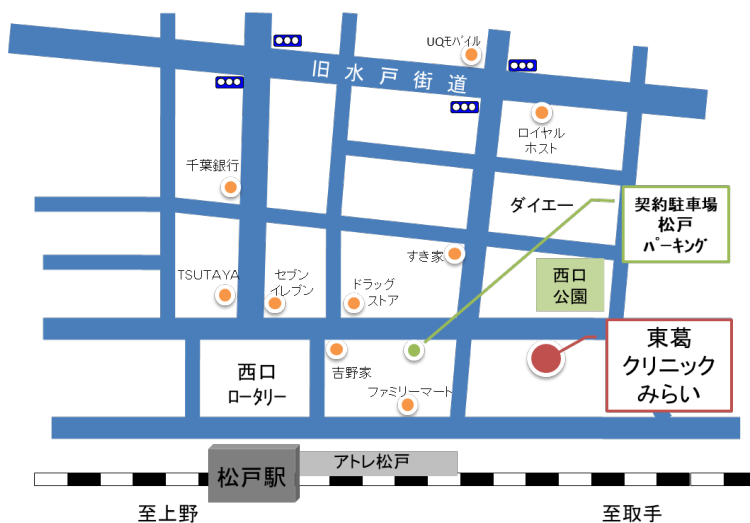 UQモバイル
旧水戸街道
ロイヤル
ホスト
千葉銀行
ダイエー
契約駐車場
松戸
パーキング
すき家
TSUTAYA
セブン
イレブン
ドラッグ
ストア
西口
公園
東葛
クリニック
みらい
西口
ロータリー
吉野家
ファミリーマート
松戸駅
アトレ松戸
至上野
至取手